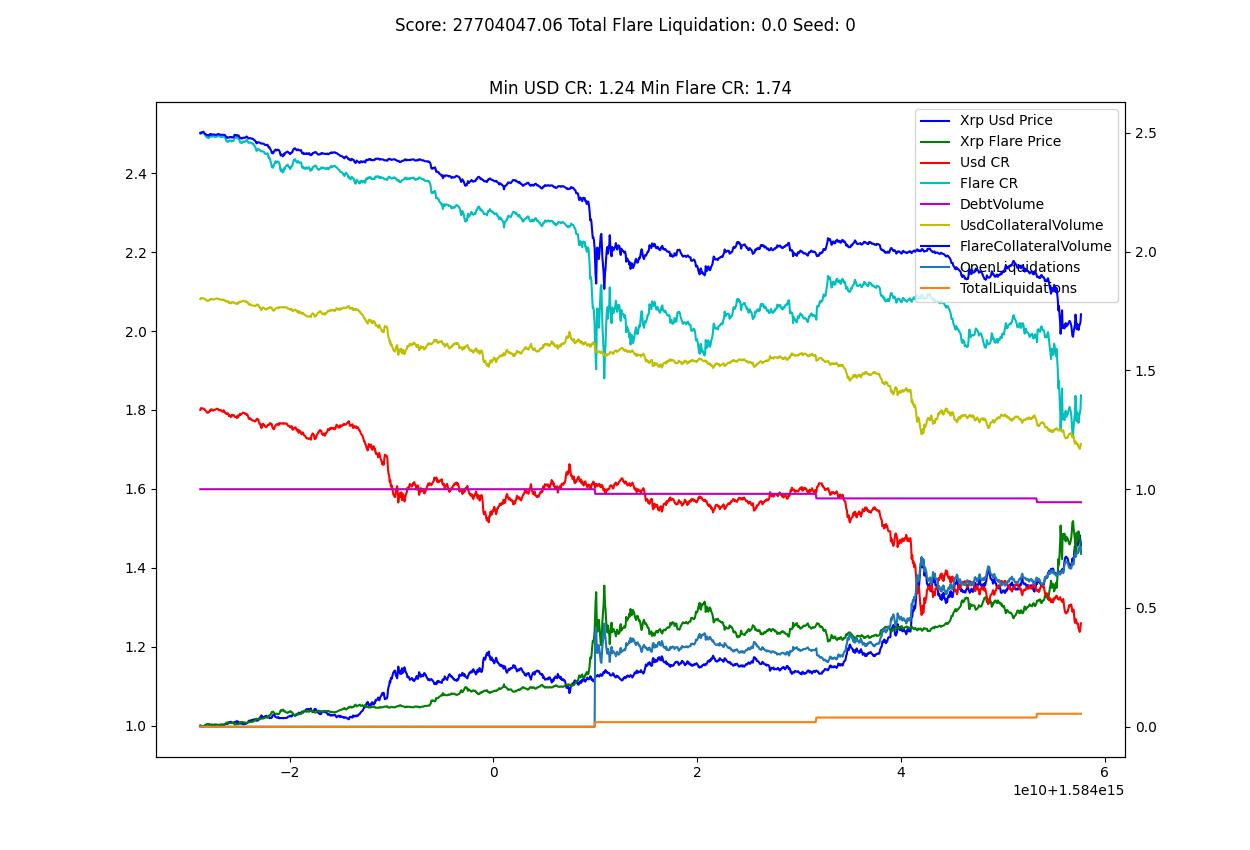 Score: 27704047.06 Total Flare Liquidation: 0.0 Seed: 0
Min USD CR: 1.24 Min Flare CR: 1.74
Xrp Usd Price
Xrp Flare Price
Usd CR
Flare CR
DebtVolume
UsdCollateralVolume
FlareCollateralVolume
OpenLiquidations
TotalLiquidations
2.4
2.2
2.0
1.8
1.6
1.4
1.2
1.0
2.5
2.0
1.5
1.0
0.5
0.0
−2
0
2
4
6
1e10+1.584e15